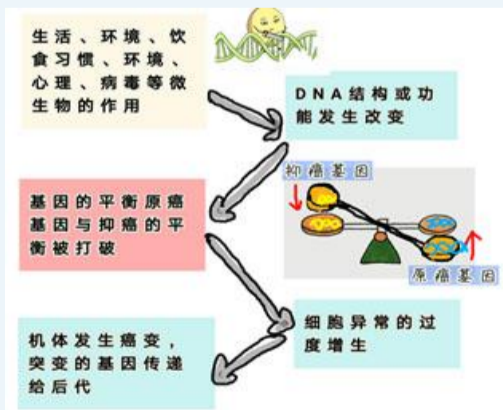 生活、环境、饮
食习惯、环境、
心理、病毒等微
生物的作用
DNA结构或功
能发生改变
抑癌基因
基因的平衡原癌
基因与抑癌的平
衡被打破
原癌基因
细胞异常的过
度增生
机体发生癌变，
突变的基因传递
给后代